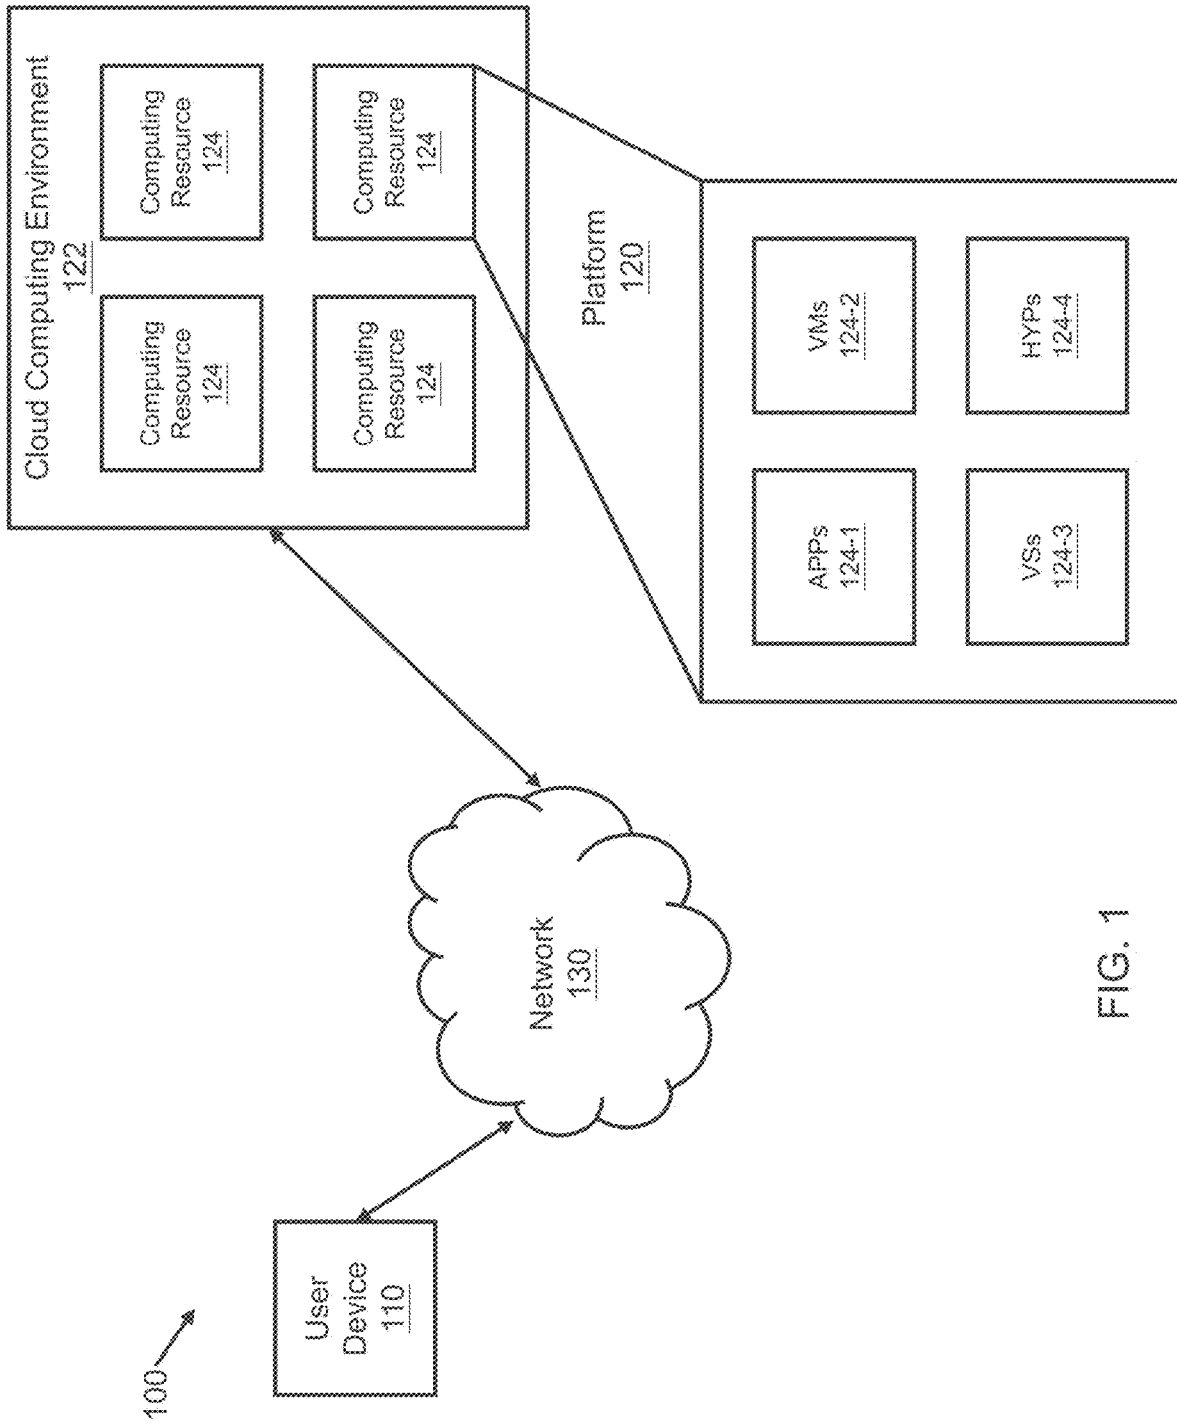 100
User
Device
110
Network
130
Cloud Computing Environment
122
Computing
Resource
124
Computing
Resource
124
Computing
Resource
124
Computing
Resource
124
Platform
120
APPs
124-1
VMs
124-2
VSs
124-3
HYPs
124-4
FIG. 1